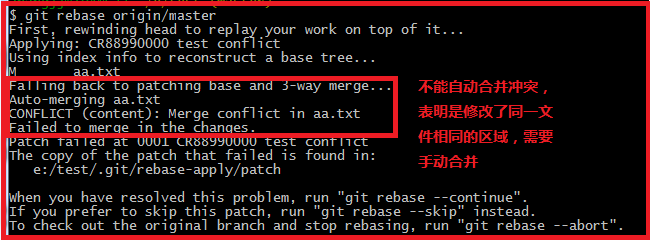 $ git rebase origin/master
First, rewinding head to replay your work on top of it...
Applying: CR88990000 test conflict
Using index info to reconstruct a base tree...
M       aa.txt
Falling back to patching base and 3-way merge...
Auto-merging aa.txt
CONFLICT (content): Merge conflict in aa.txt
Failed to merge in the changes.
Patch failed at 0001 CR88990000 test conflict
The copy of the patch that failed is found in:
   e:/test/.git/rebase-apply/patch
When you have resolved this problem, run "git rebase --continue".
If you prefer to skip this patch, run "git rebase --skip" instead.
To check out the original branch and stop rebasing, run "git rebase --abort".
不能自动合并冲突，
表明是修改了同一文
件相同的区域，需要
手动合并